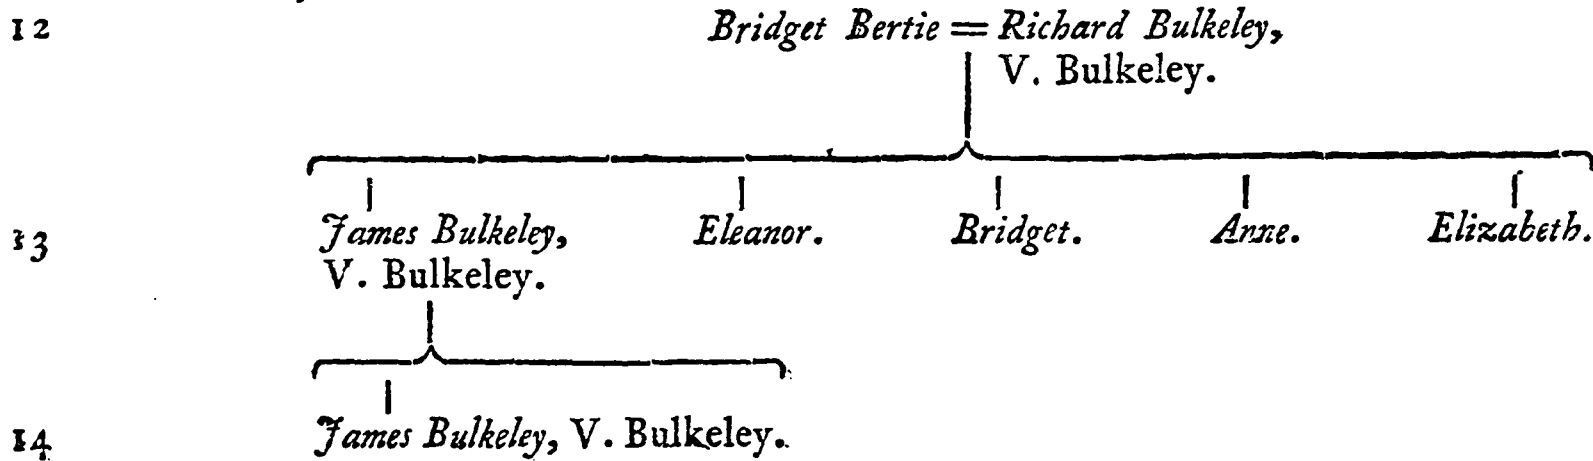 12 Bridget Bertie = Richard Bulkeley,
V. Bulkeley.
13 James Bulkeley, Eleanor. Bridget. Anne. Elizabeth.
V. Bulkeley.
14 James Bulkeley, V. Bulkeley.